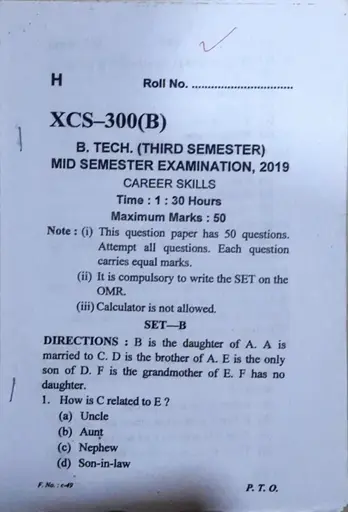 H
Roll No. ................................
XCS–300(B)
B. TECH. (THIRD SEMESTER)
MID SEMESTER EXAMINATION, 2019
CAREER SKILLS
Time : 1 : 30 Hours
Maximum Marks : 50
Note : (i) This question paper has 50 questions.
Attempt all questions. Each question
carries equal marks.
(ii) It is compulsory to write the SET on the
OMR.
(iii) Calculator is not allowed.
SET—B
DIRECTIONS : B is the daughter of A. A is
married to C. D is the brother of A. E is the only
son of D. F is the grandmother of E. F has no
daughter.
1. How is C related to E ?
(a) Uncle
(b) Aunt
(c) Nephew
(d) Son-in-law
F. No. : c-49
P. T. O.